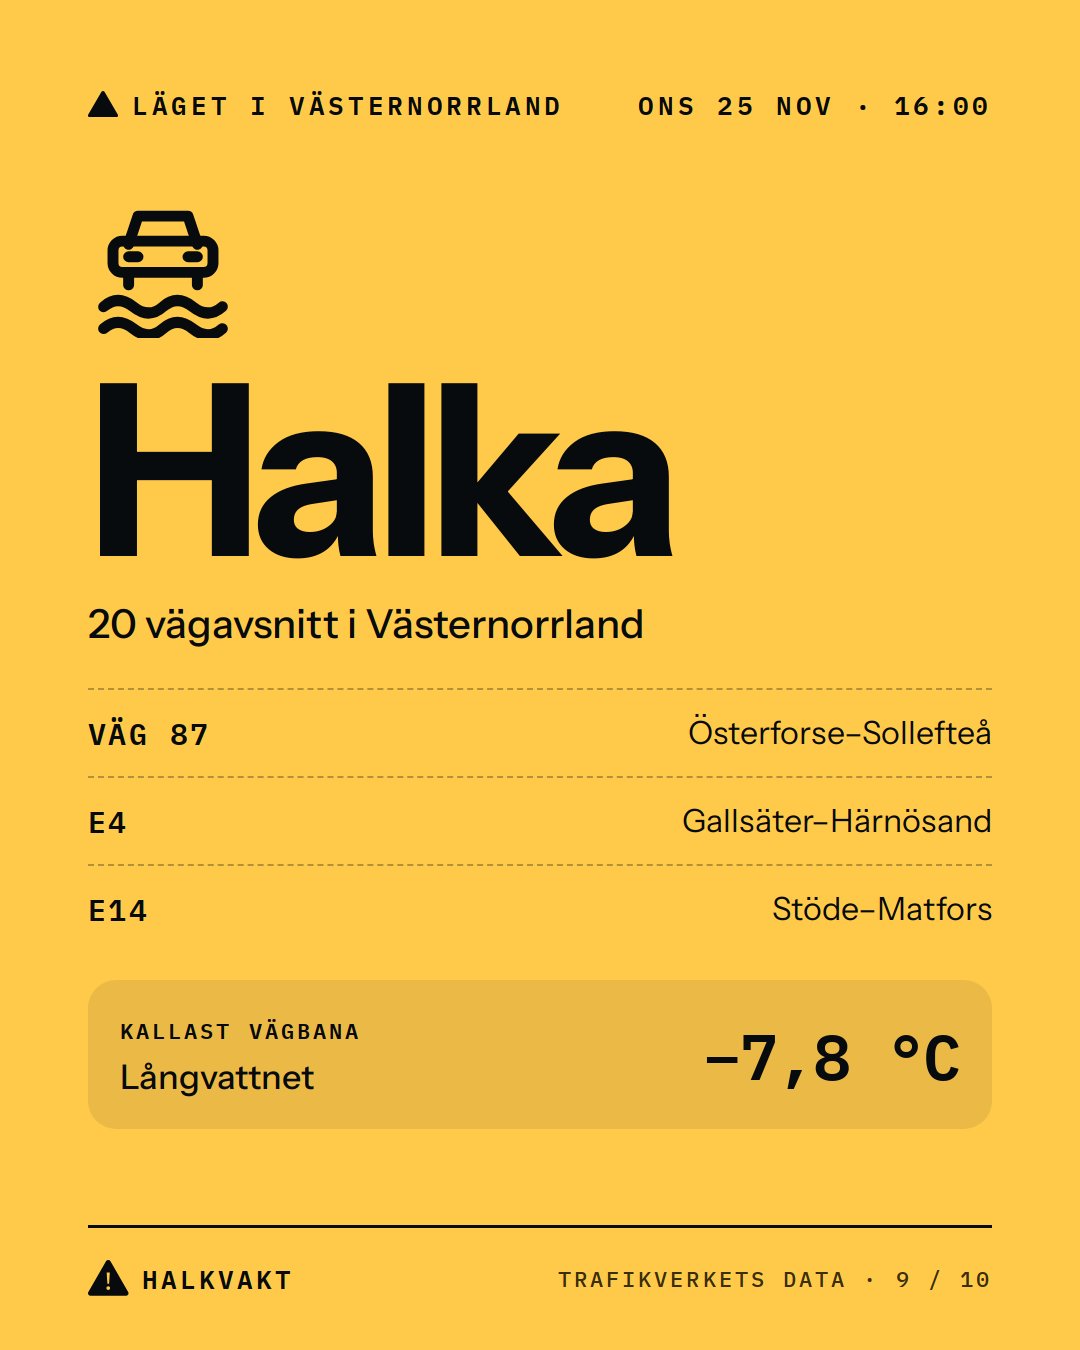 LÄGET I VÄSTERNORRLAND ONS 25 NOV · 16:00
Halka
20 vägavsnitt i Västernorrland
VÄG 87 Österforse–Sollefteå
E4 Gallsäter–Härnösand
E14 Stöde–Matfors
KALLAST VÄGBANA
Långvattnet
−7,8 °C
HALKVAKT TRAFIKVERKETS DATA · 9 / 10